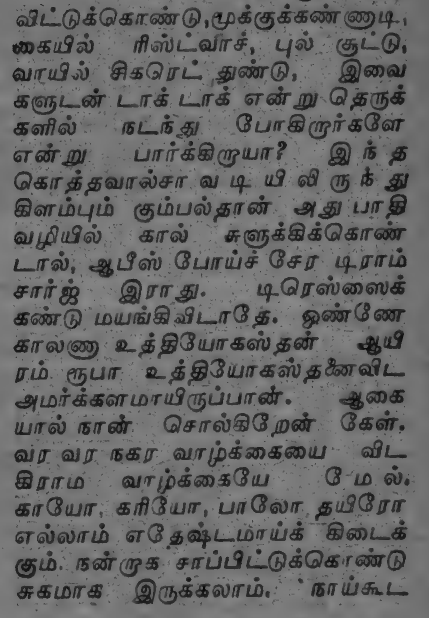 விட்டுக்கொண்டு,மூக்குக்கண்ணாடி,
கையில் ரிஸ்ட்வாச், புல் சூட்டு,
வாயில் சிகரெட் துண்டு, இவை
களுடன் டாக் டாக் என்று தெருக்
களில் நடந்து போகிறார்களே
என்று பார்க்கிறாயா? இந்த
கொத்தவால்சாவடியிலிருந்து
கிளம்பும் கும்பல்தான் அது பாதி
வழியில் கால் சுளுக்கிக்கொண்
டால், ஆபீஸ் போய்ச் சேர டிராம்
சார்ஜ் இராது. டிரெஸ்ஸைக்
கண்டு மயங்கிவிடாதே. ஒண்ணே
காலணா உத்தியோகஸ்தன் ஆயி
ரம் ரூபா உத்தியோகஸ்தனைவிட
அமர்க்களமாயிருப்பான். ஆகை
யால் நான் சொல்கிறேன் கேள்.
வர வர நகர வாழ்க்கையை விட
கிராம வாழ்க்கையே மேல்.
காயோ, கரியோ, பாலோ தயிரோ
எல்லாம் எதேஷ்டமாய்க் கிடைக்
கும். நன்றாக சாப்பிட்டுக்கொண்டு
சுகமாக இருக்கலாம். நாய்கூட